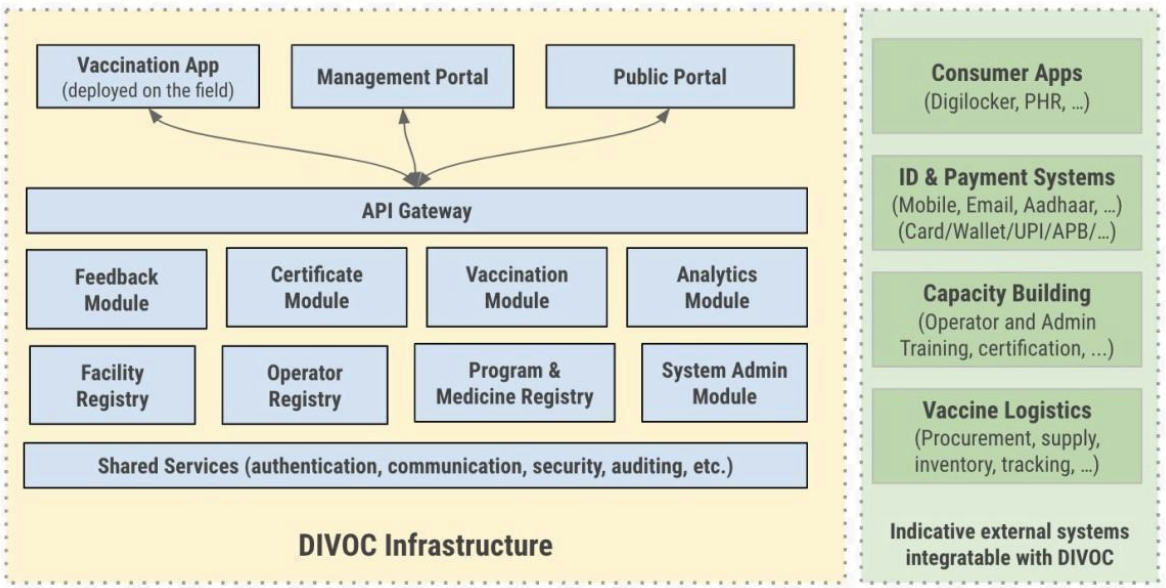 Vaccination App
(deployed on the field)
Management Portal
Public Portal
API Gateway
Feedback
Module
Certificate
Module
Vaccination
Module
Analytics
Module
Facility
Registry
Operator
Registry
Program &
Medicine Registry
System Admin
Module
Shared Services (authentication, communication, security, auditing, etc.)
DIVOC Infrastructure
Consumer Apps
(Digilocker, PHR, ...)
ID & Payment Systems
(Mobile, Email, Aadhaar, ...)
(Card/Wallet/UPI/APB/...)
Capacity Building
(Operator and Admin
Training, certification, ...)
Vaccine Logistics
(Procurement, supply,
inventory, tracking, ...)
Indicative external systems
integratable with DIVOC